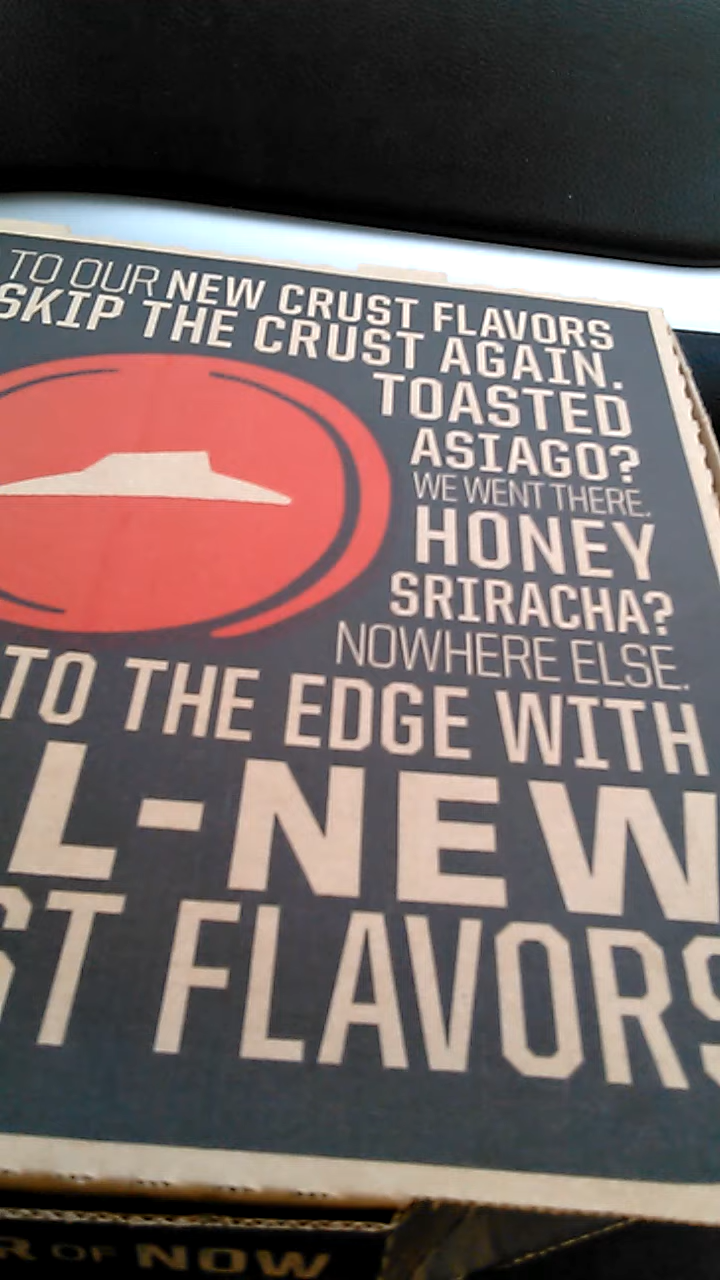 TO OUR NEW CRUST FLAVORS
SKIP THE CRUST AGAIN.
TOASTED
ASIAGO?
WE WENT THERE.
HONEY
SRIRACHA?
NOWHERE ELSE.
TO THE EDGE WITH
L-NEW
ST FLAVORS
R OF NOW